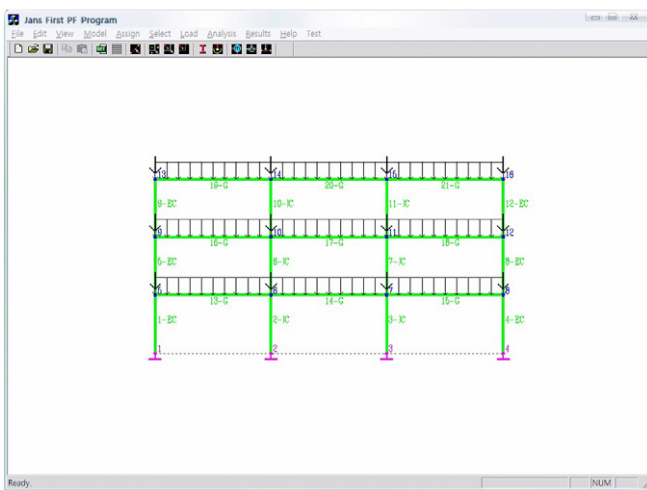 Jans First PF Program
File Edit View Model Assign Select Load Analysis Results Help Test
13 14 15 16
19-G 20-G 21-G
9-EC 10-IC 11-IC 12-EC
9 10 11 12
16-G 17-G 18-G
5-EC 6-IC 7-IC 8-EC
5 6 7 8
13-G 14-G 15-G
1-EC 2-IC 3-IC 4-EC
1 2 3 4
Ready. NUM